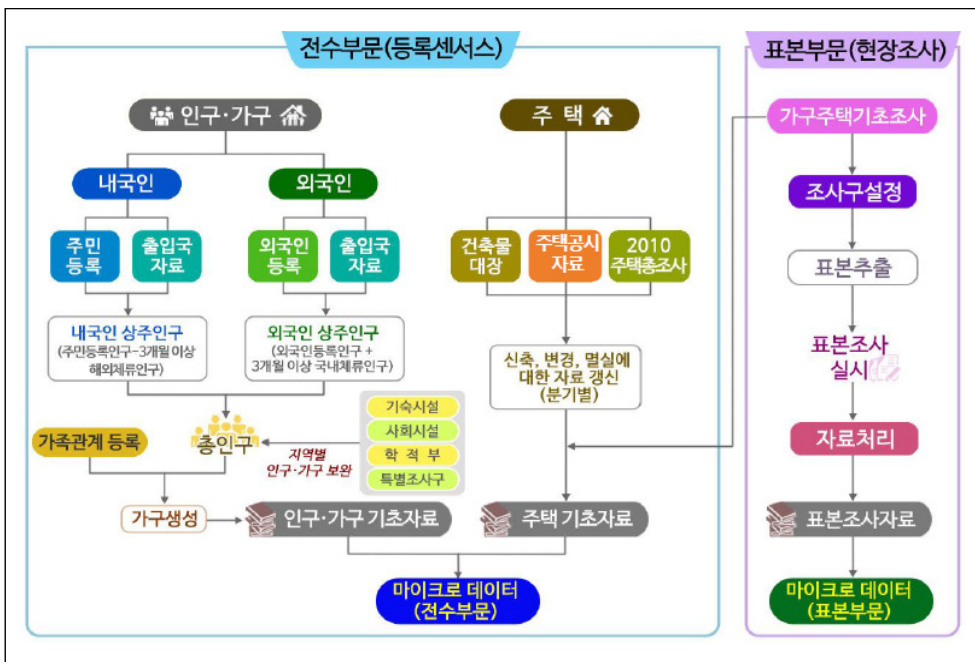 전수부문(등록센서스)
인구·가구
주 택
내국인
외국인
주민
등록
출입국
자료
외국인
등록
출입국
자료
건축물
대장
주택공시
자료
2010
주택총조사
내국인 상주인구
(주민등록인구-3개월 이상
해외체류인구)
외국인 상주인구
(외국인등록인구 +
3개월 이상 국내체류인구)
신축, 변경, 멸실에
대한 자료 갱신
(분기별)
가족관계 등록
총인구
지역별
인구·가구 보완
기숙시설
사회시설
학 적 부
특별조사구
가구생성
인구·가구 기초자료
주택 기초자료
마이크로 데이터
(전수부문)
표본부문(현장조사)
가구주택기초조사
조사구설정
표본추출
표본조사
실시
자료처리
표본조사자료
마이크로 데이터
(표본부문)